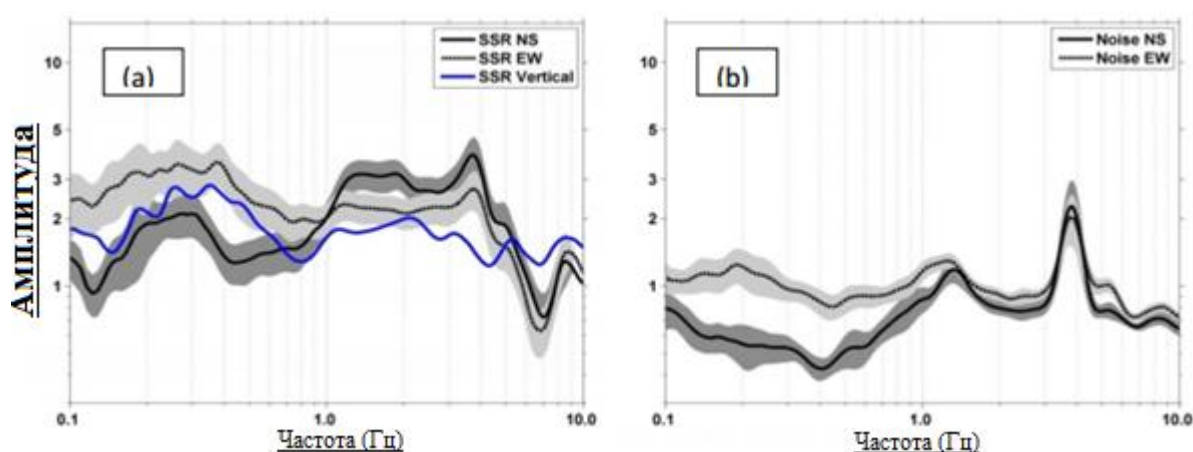 (a)
SSR NS
SSR EW
SSR Vertical
10
5
3
2
1
0.1
1.0
10.0
Амплитуда
Частота (Гц)
(b)
Noise NS
Noise EW
10
5
3
2
1
0.1
1.0
10.0
Частота (Гц)